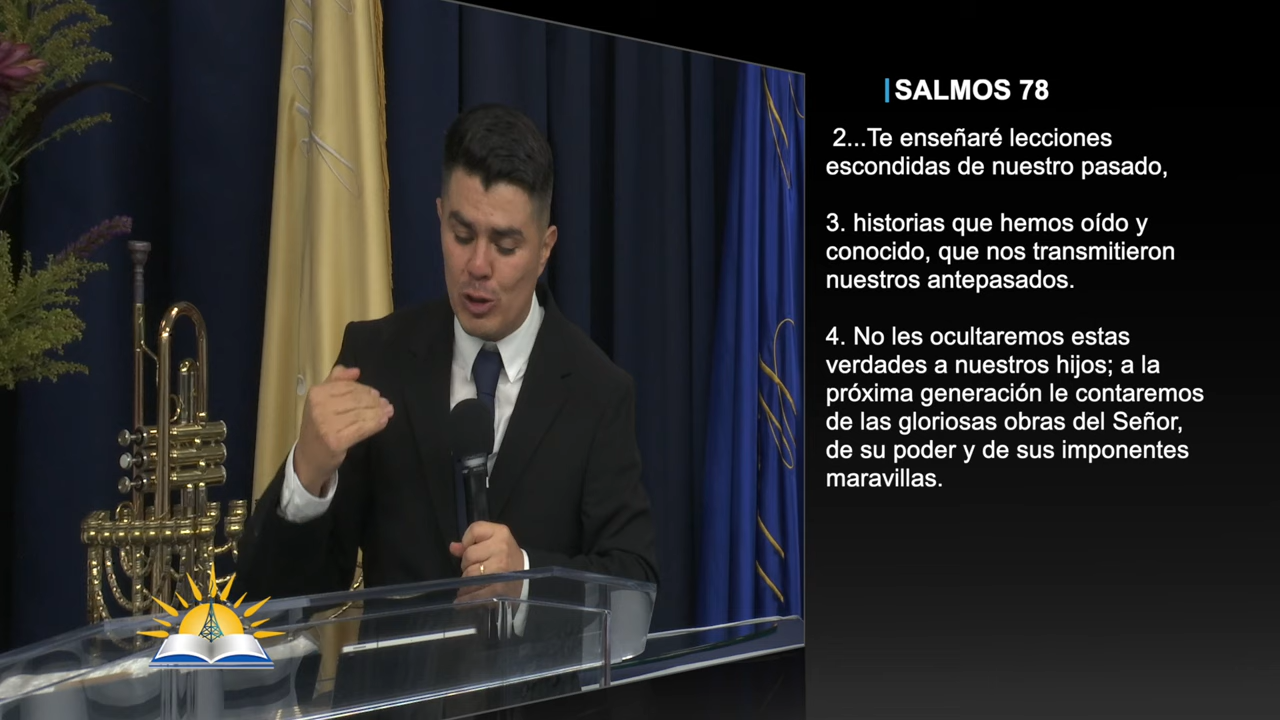 SALMOS 78
2...Te enseñaré lecciones
escondidas de nuestro pasado,
3. historias que hemos oído y
conocido, que nos transmitieron
nuestros antepasados.
4. No les ocultaremos estas
verdades a nuestros hijos; a la
próxima generación le contaremos
de las gloriosas obras del Señor,
de su poder y de sus imponentes
maravillas.